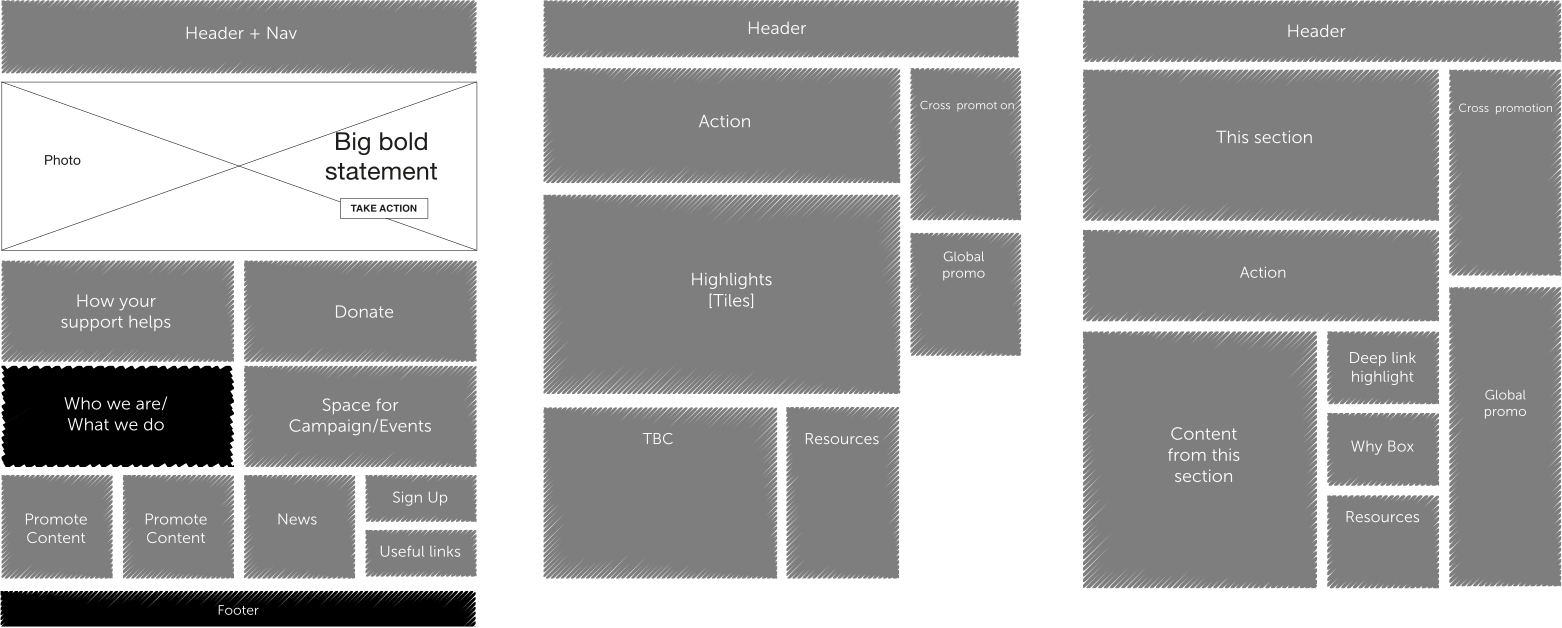 Header + Nav
Photo
Big bold
statement
TAKE ACTION
How your
support helps
Donate
Who we are/
What we do
Space for
Campaign/Events
Promote
Content
Promote
Content
News
Sign Up
Useful links
Footer
Header
Action
Cross promot on
Highlights
[Tiles]
Global
promo
TBC
Resources
Header
This section
Cross promotion
Action
Content
from this
section
Deep link
highlight
Why Box
Resources
Global
promo